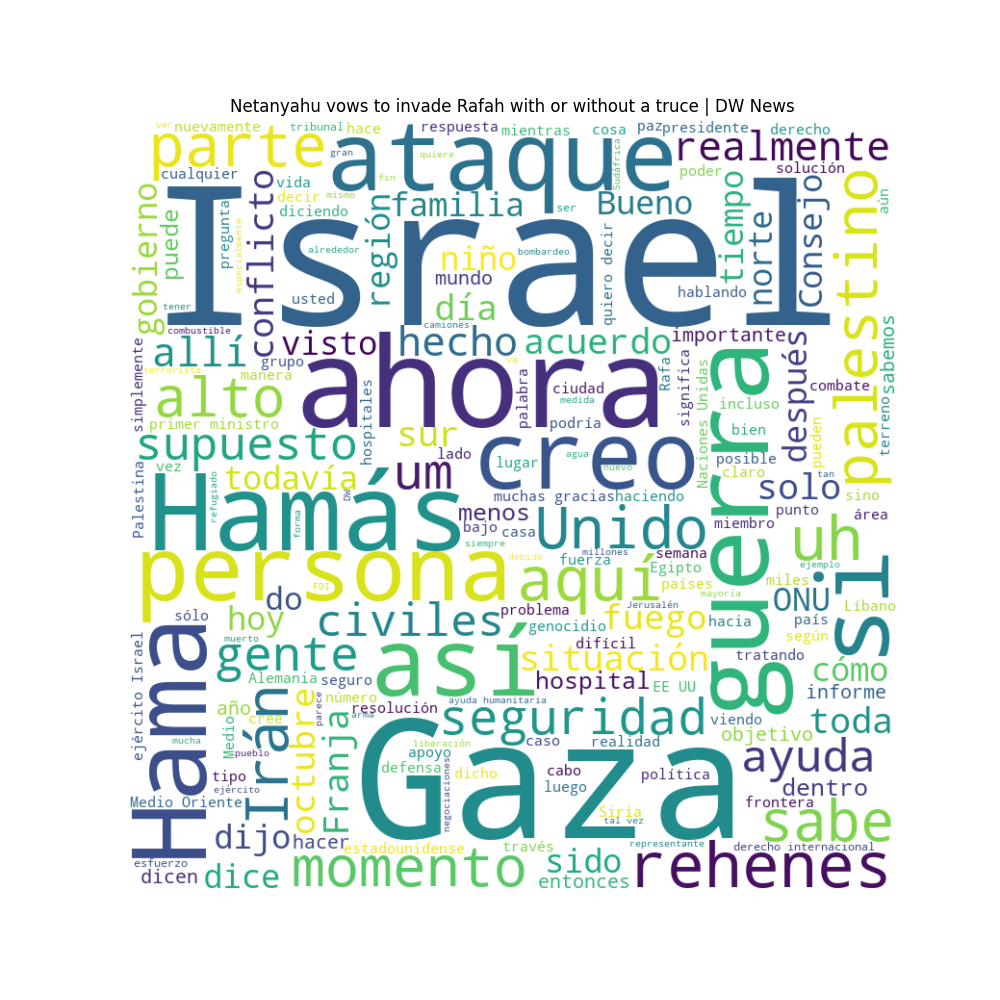 Netanyahu vows to invade Rafah with or without a truce | DW News
ver nuevamente tribunal hace respuesta mientras cosa paz presidente derecho
parte ataque realmente
gran quiere Sudáfrica poder solución
cualquier vida fin aún
decir mismo ser
diciendo familia Bueno
gobierno puede pregunta especialmente conflicto región tiempo norte Consejo palestino
Israel
alrededor niño bombardeo quiero decir
tener usted mundo hablando
combustible día camiones
allí visto hecho acuerdo importante
simplemente terrorista grupo va
manera ahora palabra ciudad Rafa significa después combate sabemos
alto medida incluso terreno
primer ministro hospitales podría Naciones Unidas bien pueden
supuesto sur creo guerra
vez lado lugar agua posible claro tan
todavía um nuevo solo sino
Palestina refugiado DW muchas gracias haciendo
Hamás forma menos Unido punto área
bajo casa miembro
siempre uh
persona debido millones semana ejemplo
FDI aquí fuerza Egipto países miles si
mayoría
sólo do problema Jerusalén ONU Líbano
hoy civiles genocidio fuego hacia país según
muerto difícil
ejército Israel Hama gente así situación tratando cómo
Alemania seguro hospital EE UU informe
número ayuda humanitaria
año cree parece resolución arma seguridad viendo toda
mucha Medio Irán octubre Franja liberación caso realidad objetivo
pueblo apoyo
tipo defensa Gaza negociaciones dicho cabo política ayuda
ejército luego dentro
Medio Oriente Siria frontera
tal vez sabe
dijo hacer estadounidense través representante derecho internacional
esfuerzo momento sido rehenes
dicen dice entonces